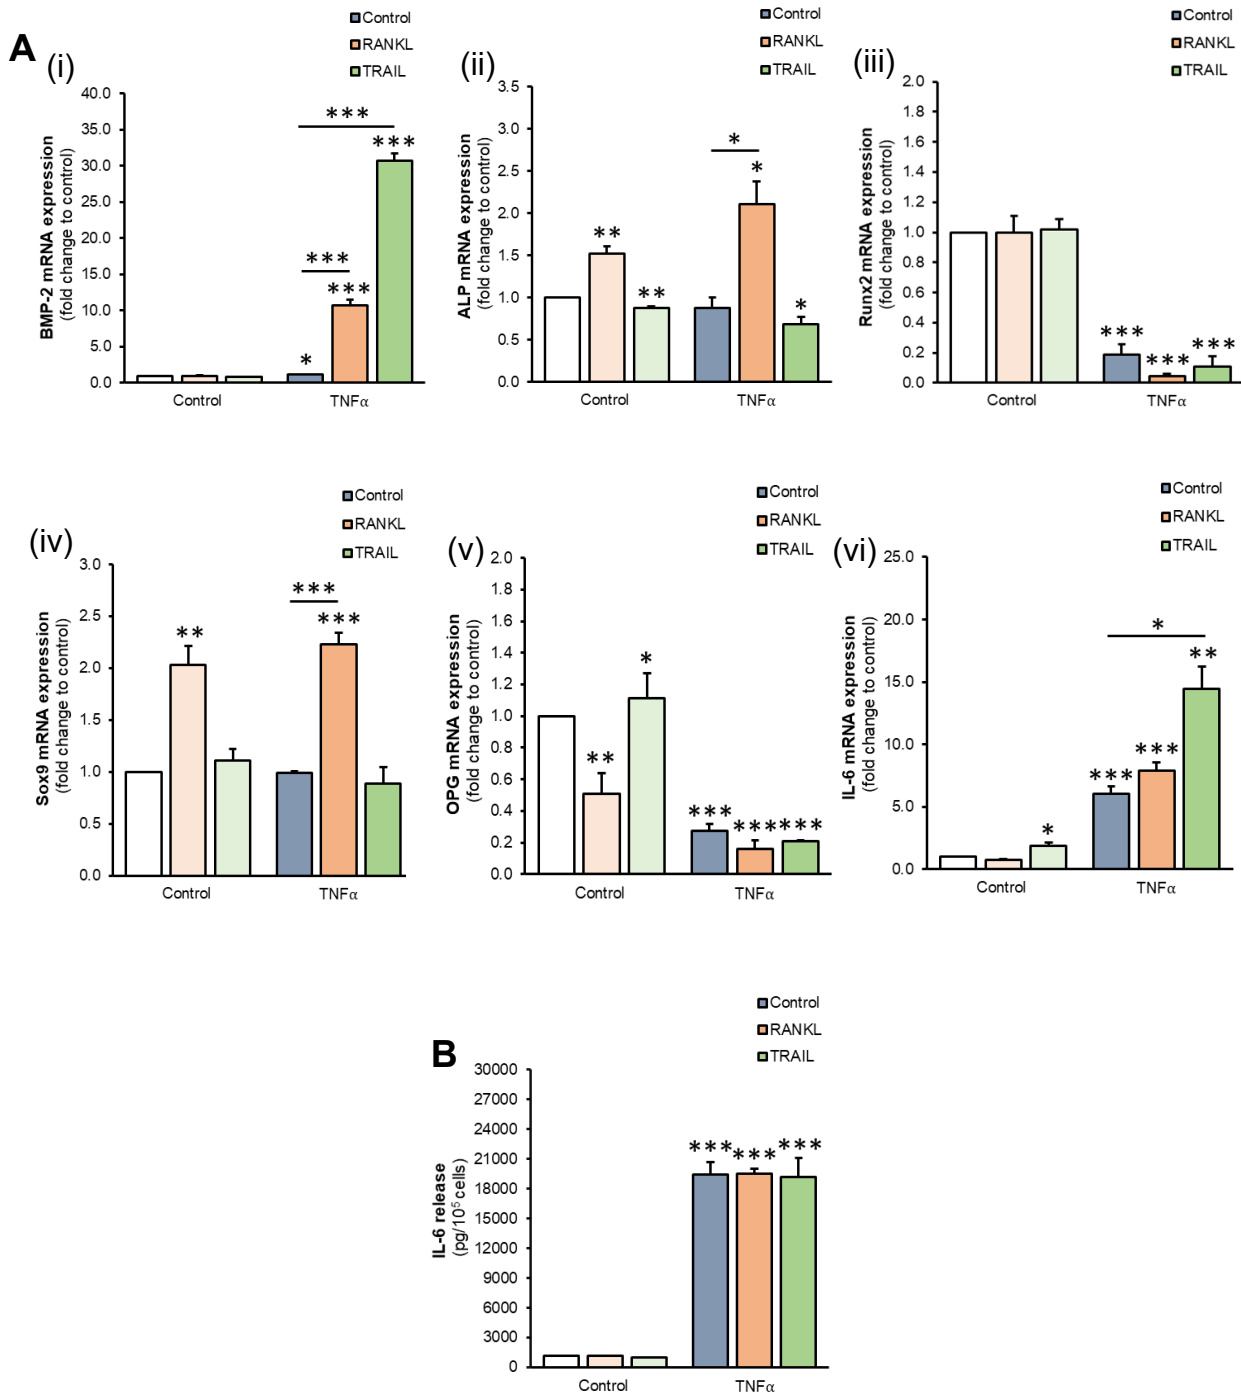 A
(i)
Control
RANKL
TRAIL
BMP-2 mRNA expression
(fold change to control)
40.0
35.0
30.0
25.0
20.0
15.0
10.0
5.0
0.0
*
***
***
***
***
Control
TNFα
(ii)
Control
RANKL
TRAIL
ALP mRNA expression
(fold change to control)
3.5
3.0
2.5
2.0
1.5
1.0
0.5
0.0
**
**
*
*
*
Control
TNFα
(iii)
Control
RANKL
TRAIL
Runx2 mRNA expression
(fold change to control)
2.0
1.8
1.6
1.4
1.2
1.0
0.8
0.6
0.4
0.2
0.0
***
***
***
Control
TNFα
(iv)
Control
RANKL
TRAIL
Sox9 mRNA expression
(fold change to control)
3.0
2.5
2.0
1.5
1.0
0.5
0.0
**
***
***
Control
TNFα
(v)
Control
RANKL
TRAIL
OPG mRNA expression
(fold change to control)
2.0
1.8
1.6
1.4
1.2
1.0
0.8
0.6
0.4
0.2
0.0
**
*
***
***
***
Control
TNFα
(vi)
Control
RANKL
TRAIL
IL-6 mRNA expression
(fold change to control)
25.0
20.0
15.0
10.0
5.0
0.0
*
***
***
**
*
Control
TNFα
B
Control
RANKL
TRAIL
IL-6 release
(pg/10⁵ cells)
30000
27000
24000
21000
18000
15000
12000
9000
6000
3000
0
***
***
***
Control
TNFα